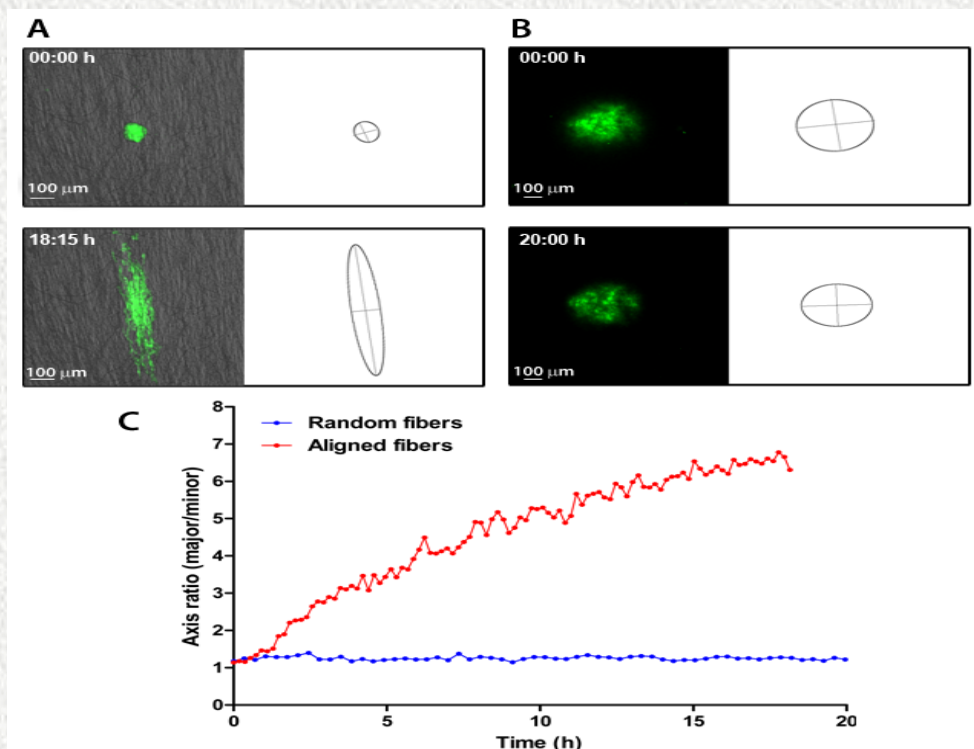 A
00:00 h
100 µm
18:15 h
100 µm
B
00:00 h
100 µm
20:00 h
100 µm
C
Random fibers
Aligned fibers
Axis ratio (major/minor)
8
7
6
5
4
3
2
1
0
0 5 10 15 20
Time (h)